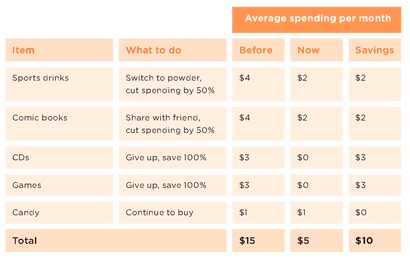 Average spending per month
Item What to do Before Now Savings
Sports drinks Switch to powder, $4 $2 $2
cut spending by 50%
Comic books Share with friend, $4 $2 $2
cut spending by 50%
CDs Give up, save 100% $3 $0 $3
Games Give up, save 100% $3 $0 $3
Candy Continue to buy $1 $1 $0
Total $15 $5 $10